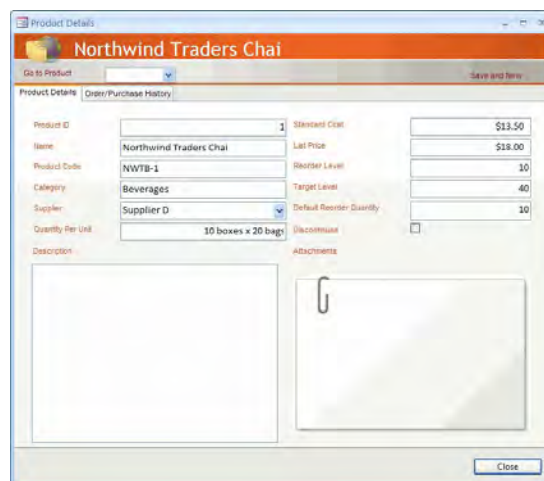 Product Details
Northwind Traders Chai
Go to Product
Save and New
Product Details
Order/Purchase History
Product ID
1
Standard Cost
$13.50
Name
Northwind Traders Chai
List Price
$18.00
Product Code
NWTB-1
Reorder Level
10
Category
Beverages
Target Level
40
Supplier
Supplier D
Default Reorder Quantity
10
Quantity Per Unit
10 boxes x 20 bags
Discontinued
Description
Attachments
Close